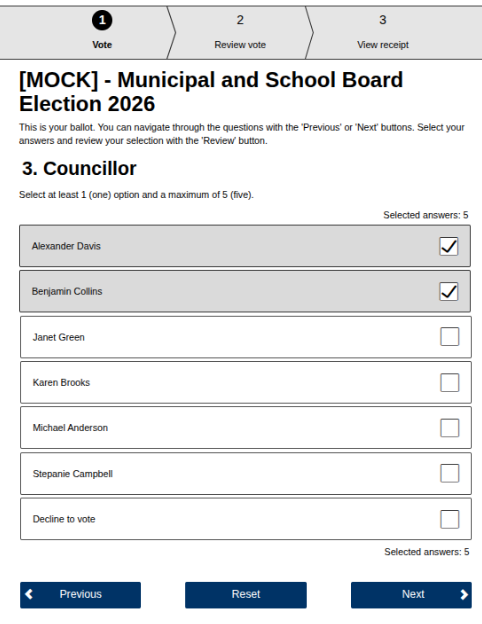 1
Vote
2
Review vote
3
View receipt
[MOCK] - Municipal and School Board
Election 2026
This is your ballot. You can navigate through the questions with the 'Previous' or 'Next' buttons. Select your
answers and review your selection with the 'Review' button.
3. Councillor
Select at least 1 (one) option and a maximum of 5 (five).
Selected answers: 5
Alexander Davis
Benjamin Collins
Janet Green
Karen Brooks
Michael Anderson
Stepanie Campbell
Decline to vote
Selected answers: 5
Previous
Reset
Next